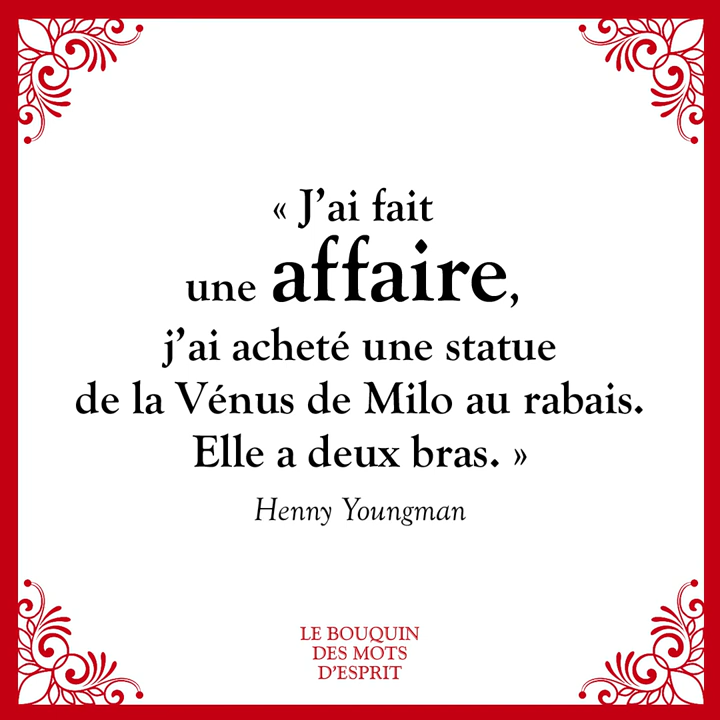 « J’ai fait
une affaire,
j’ai acheté une statue
de la Vénus de Milo au rabais.
Elle a deux bras. »
Henny Youngman
LE BOUQUIN
DES MOTS
D’ESPRIT